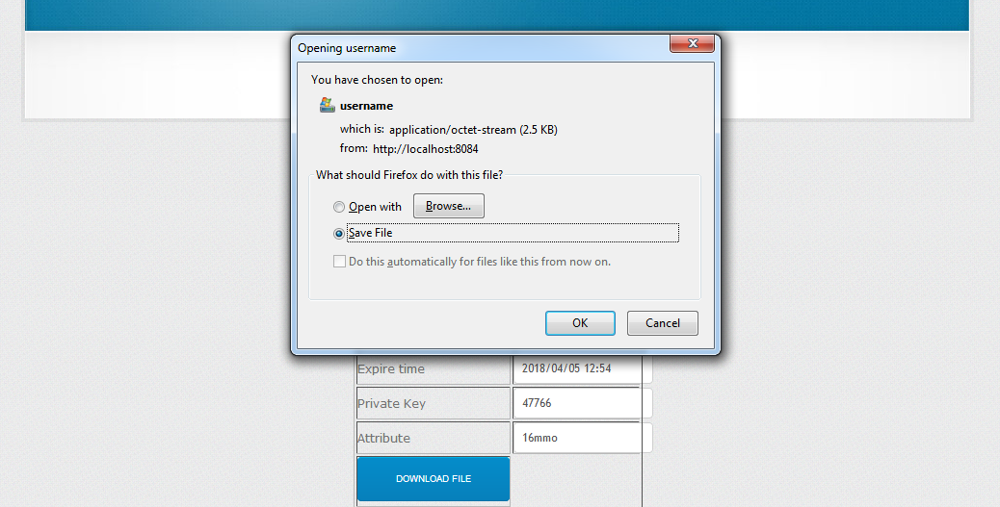 Opening username
You have chosen to open:
username
which is: application/octet-stream (2.5 KB)
from: http://localhost:8084
What should Firefox do with this file?
Open with Browse...
Save File
Do this automatically for files like this from now on.
OK Cancel
Expire time 2018/04/05 12:54
Private Key 47766
Attribute 16mmo
DOWNLOAD FILE